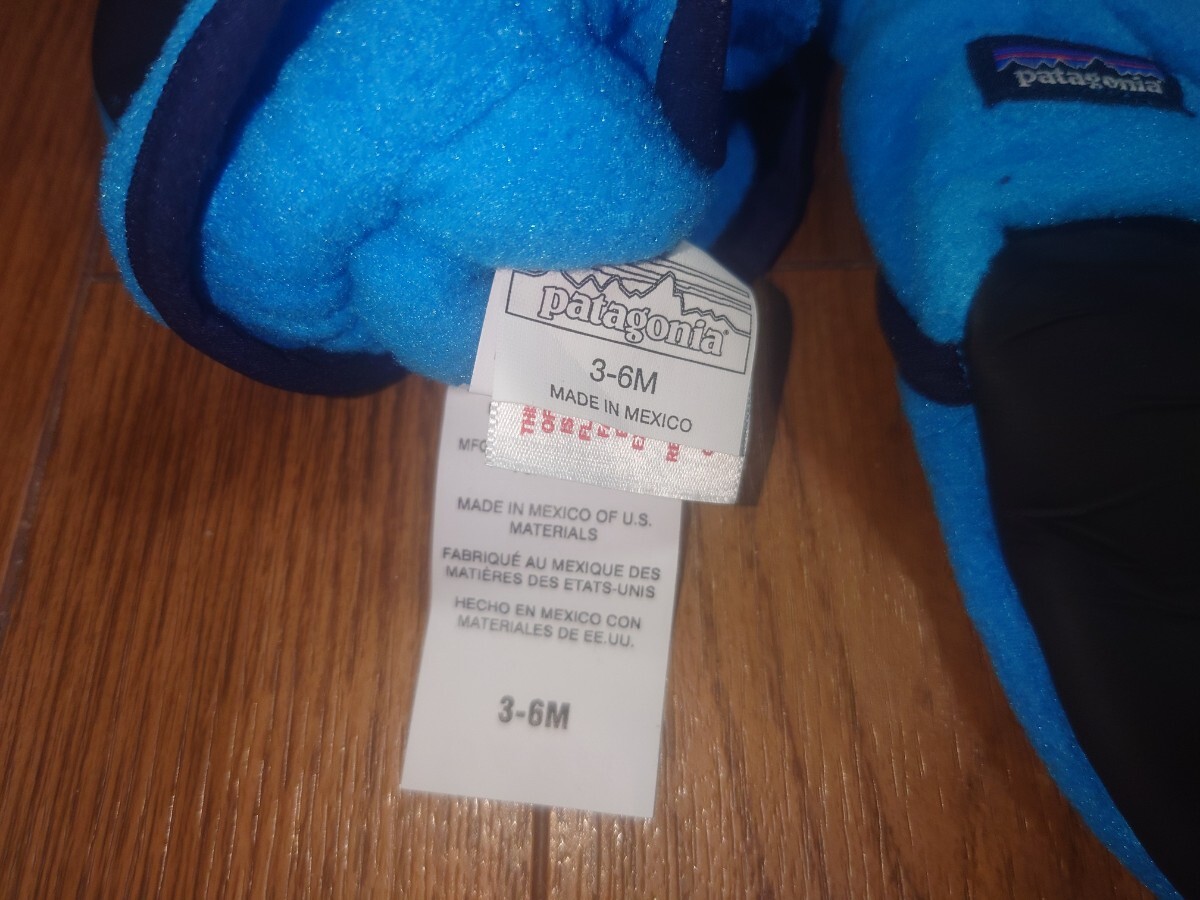 patagonia
patagonia
3-6M
MADE IN MEXICO
MFG
MADE IN MEXICO OF U.S.
MATERIALS
FABRIQUÉ AU MEXIQUE DES
MATIÈRES DES ETATS-UNIS
HECHO EN MEXICO CON
MATERIALES DE EE.UU.
3-6M